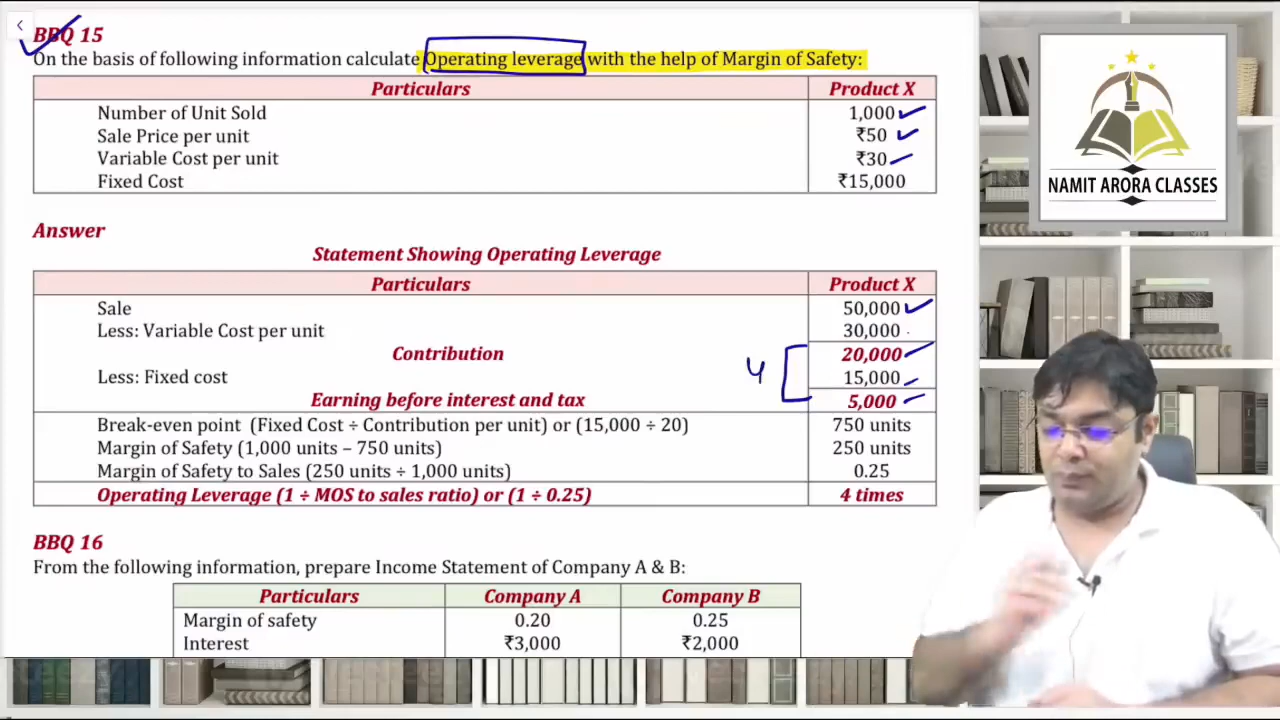 BBQ 15
On the basis of following information calculate Operating leverage with the help of Margin of Safety:
Particulars Product X
Number of Unit Sold 1,000
Sale Price per unit ₹50
Variable Cost per unit ₹30
Fixed Cost ₹15,000
Answer
Statement Showing Operating Leverage
Particulars Product X
Sale 50,000
Less: Variable Cost per unit 30,000
Contribution 20,000
4
Less: Fixed cost 15,000
Earning before interest and tax 5,000
Break-even point (Fixed Cost ÷ Contribution per unit) or (15,000 ÷ 20) 750 units
Margin of Safety (1,000 units – 750 units) 250 units
Margin of Safety to Sales (250 units ÷ 1,000 units) 0.25
Operating Leverage (1 ÷ MOS to sales ratio) or (1 ÷ 0.25) 4 times
BBQ 16
From the following information, prepare Income Statement of Company A & B:
Particulars Company A Company B
Margin of safety 0.20 0.25
Interest ₹3,000 ₹2,000
NAMIT ARORA CLASSES